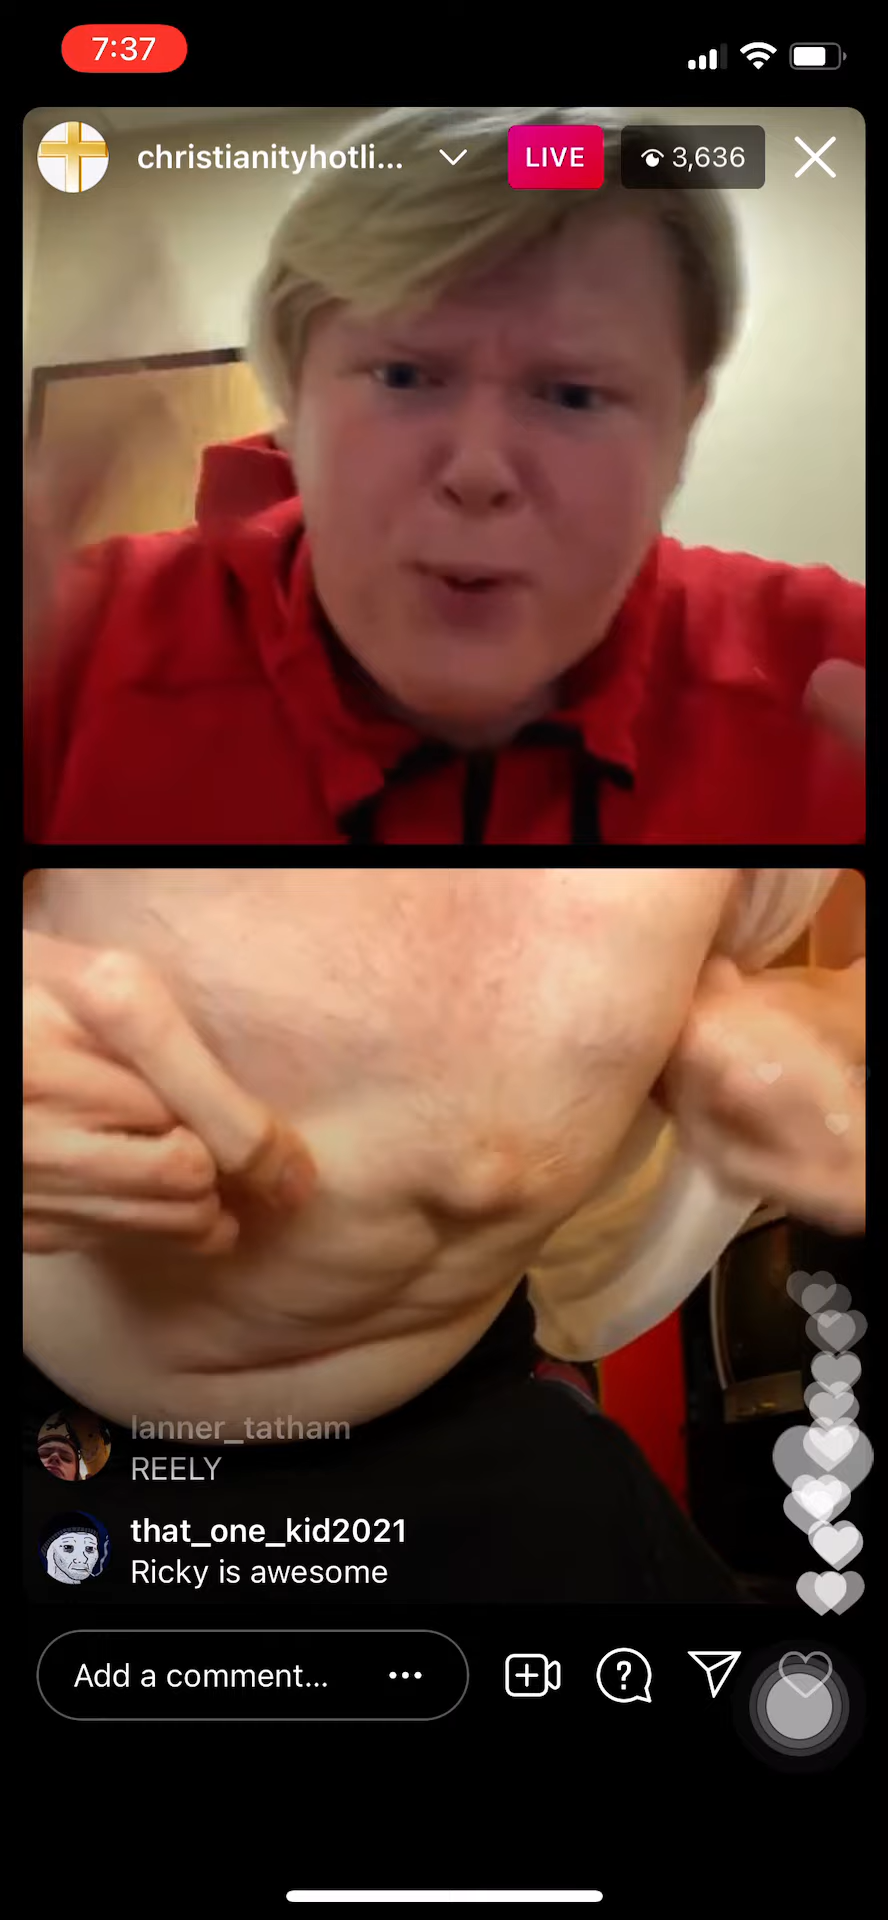 7:37
christianityhotli...
LIVE
3,636
lanner_tatham
REELY
that_one_kid2021
Ricky is awesome
Add a comment...